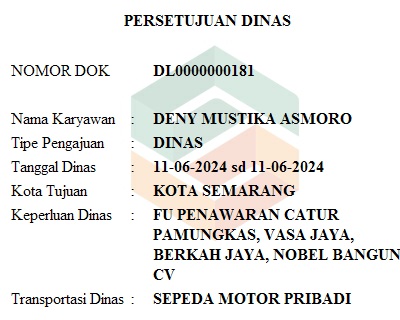 PERSETUJUAN DINAS
NOMOR DOK DL0000000181
Nama Karyawan : DENY MUSTIKA ASMORO
Tipe Pengajuan : DINAS
Tanggal Dinas : 11-06-2024 sd 11-06-2024
Kota Tujuan : KOTA SEMARANG
Keperluan Dinas : FU PENAWARAN CATUR
PAMUNGKAS, VASA JAYA,
BERKAH JAYA, NOBEL BANGUN
CV
Transportasi Dinas : SEPEDA MOTOR PRIBADI